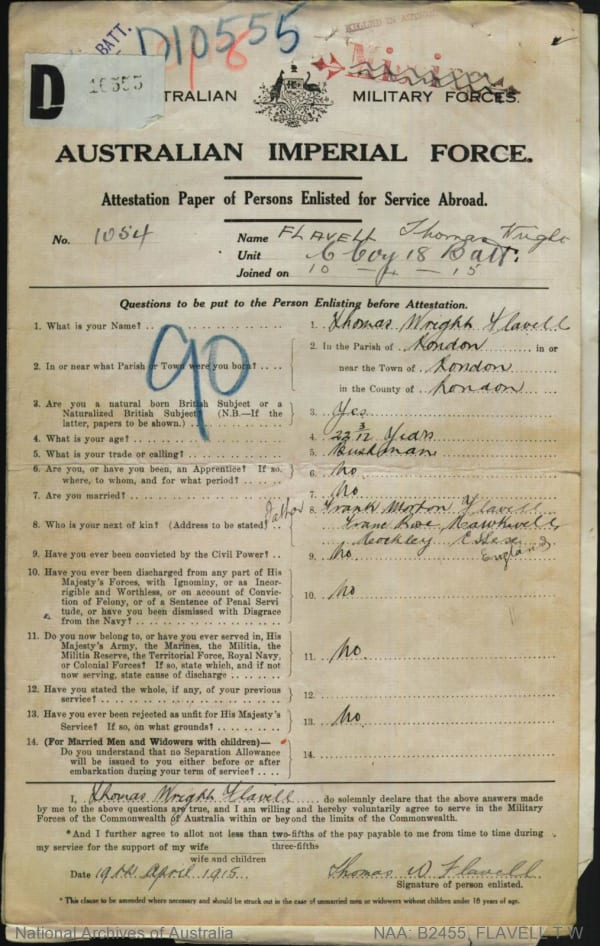 BATT.
D10555
8
KILLED IN ACTION
D
10555
AUSTRALIAN MILITARY FORCES.
AUSTRALIAN IMPERIAL FORCE.
Attestation Paper of Persons Enlisted for Service Abroad.
No. 1054 Name FLAVELL Thomas Wright
Unit C Coy 18 Batt.
Joined on 10 - 4 - 15
Questions to be put to the Person Enlisting before Attestation.
1. What is your Name? 1. Thomas Wright Flavell
2. In or near what Parish or Town were you born? 2. In the Parish of London in or
near the Town of London
in the County of London
90
3. Are you a natural born British Subject or a
Naturalized British Subject? (N.B.—If the
latter, papers to be shown.) 3. Yes
4. What is your age? 4. 22 3/12 Years
5. What is your trade or calling? 5. Bushman
6. Are you, or have you been, an Apprentice? If so,
where, to whom, and for what period? 6. No
7. Are you married? 7. No
8. Who is your next of kin? (Address to be stated) Father 8. Frank Morton Flavell
Hawkwell
Hockley Essex
England
9. Have you ever been convicted by the Civil Power? 9. No
10. Have you ever been discharged from any part of His
Majesty's Forces, with Ignominy, or as Incor-
rigible and Worthless, or on account of Convic-
tion of Felony, or of a Sentence of Penal Servi
tude, or have you been dismissed with Disgrace
from the Navy? 10. No
11. Do you now belong to, or have you ever served in, His
Majesty's Army, the Marines, the Militia, the
Militia Reserve, the Territorial Force, Royal Navy,
or Colonial Forces? If so, state which, and if not
now serving, state cause of discharge 11. No.
12. Have you stated the whole, if any, of your previous
service? 12.
13. Have you ever been rejected as unfit for His Majesty's
Service? If so, on what grounds? 13. No
14. (For Married Men and Widowers with children)—
Do you understand that no Separation Allowance
will be issued to you either before or after
embarkation during your term of service? 14.
I, Thomas Wright Flavell do solemnly declare that the above answers made
by me to the above questions are true, and I am willing and hereby voluntarily agree to serve in the Military
Forces of the Commonwealth of Australia within or beyond the limits of the Commonwealth.
*And I further agree to allot not less than two-fifths of the pay payable to me from time to time during
three-fifths
my service for the support of my wife
wife and children
Date 19th April 1915 Thomas W Flavell
Signature of person enlisted.
* This clause to be amended where necessary and should be struck out in the case of unmarried men or widowers without children under 18 years of age.
National Archives of Australia NAA: B2455, FLAVELL T W